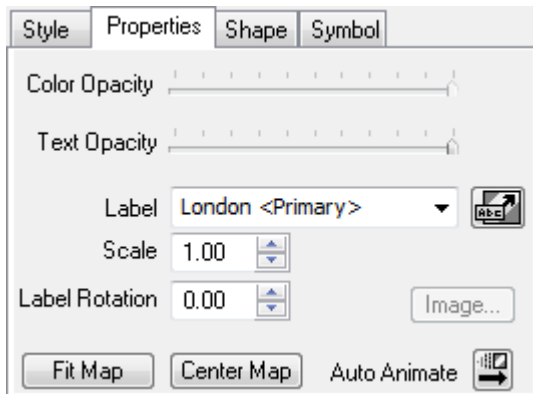 Style Properties Shape Symbol
Color Opacity
Text Opacity
Label London <Primary> Abc
Scale 1.00
Label Rotation 0.00 Image...
Fit Map Center Map Auto Animate